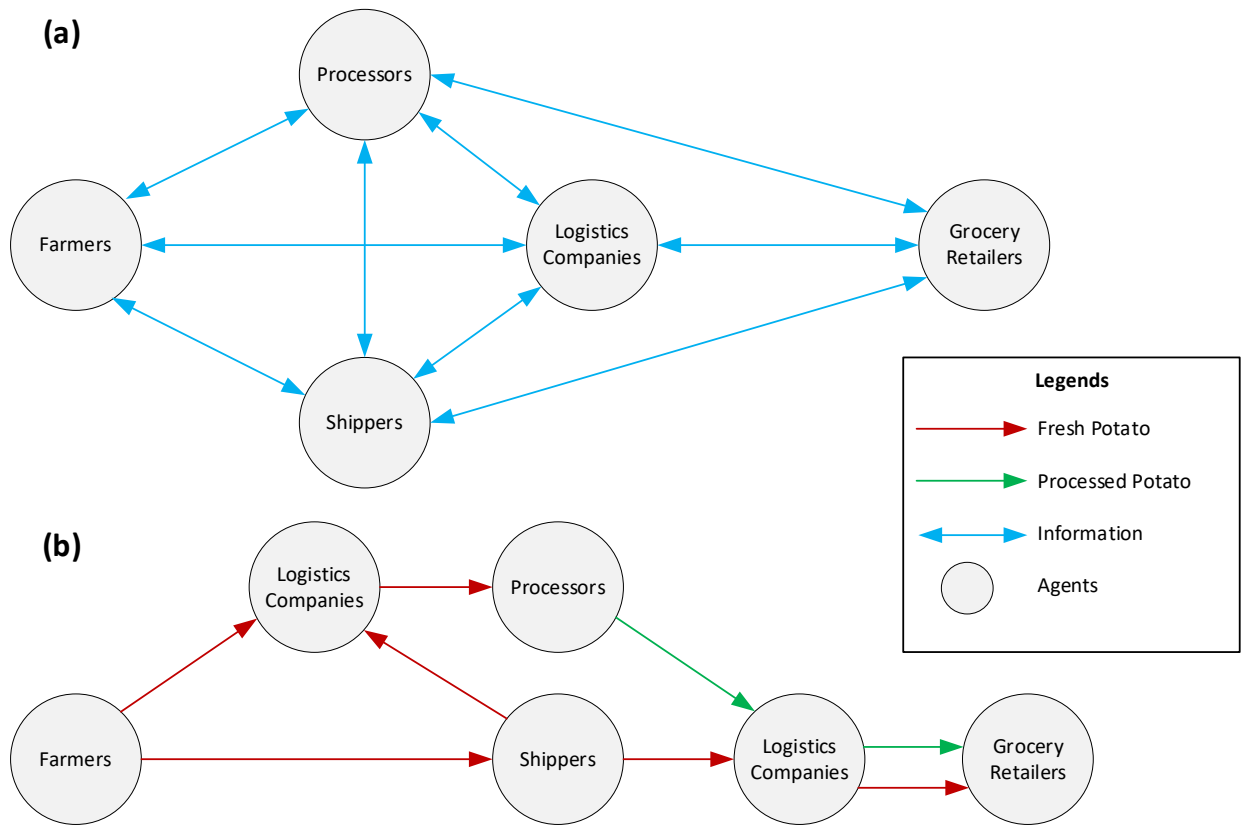 (a)
Processors
Farmers
Logistics
Companies
Grocery
Retailers
Shippers
Legends
Fresh Potato
Processed Potato
Information
Agents
(b)
Logistics
Companies
Processors
Farmers
Shippers
Logistics
Companies
Grocery
Retailers